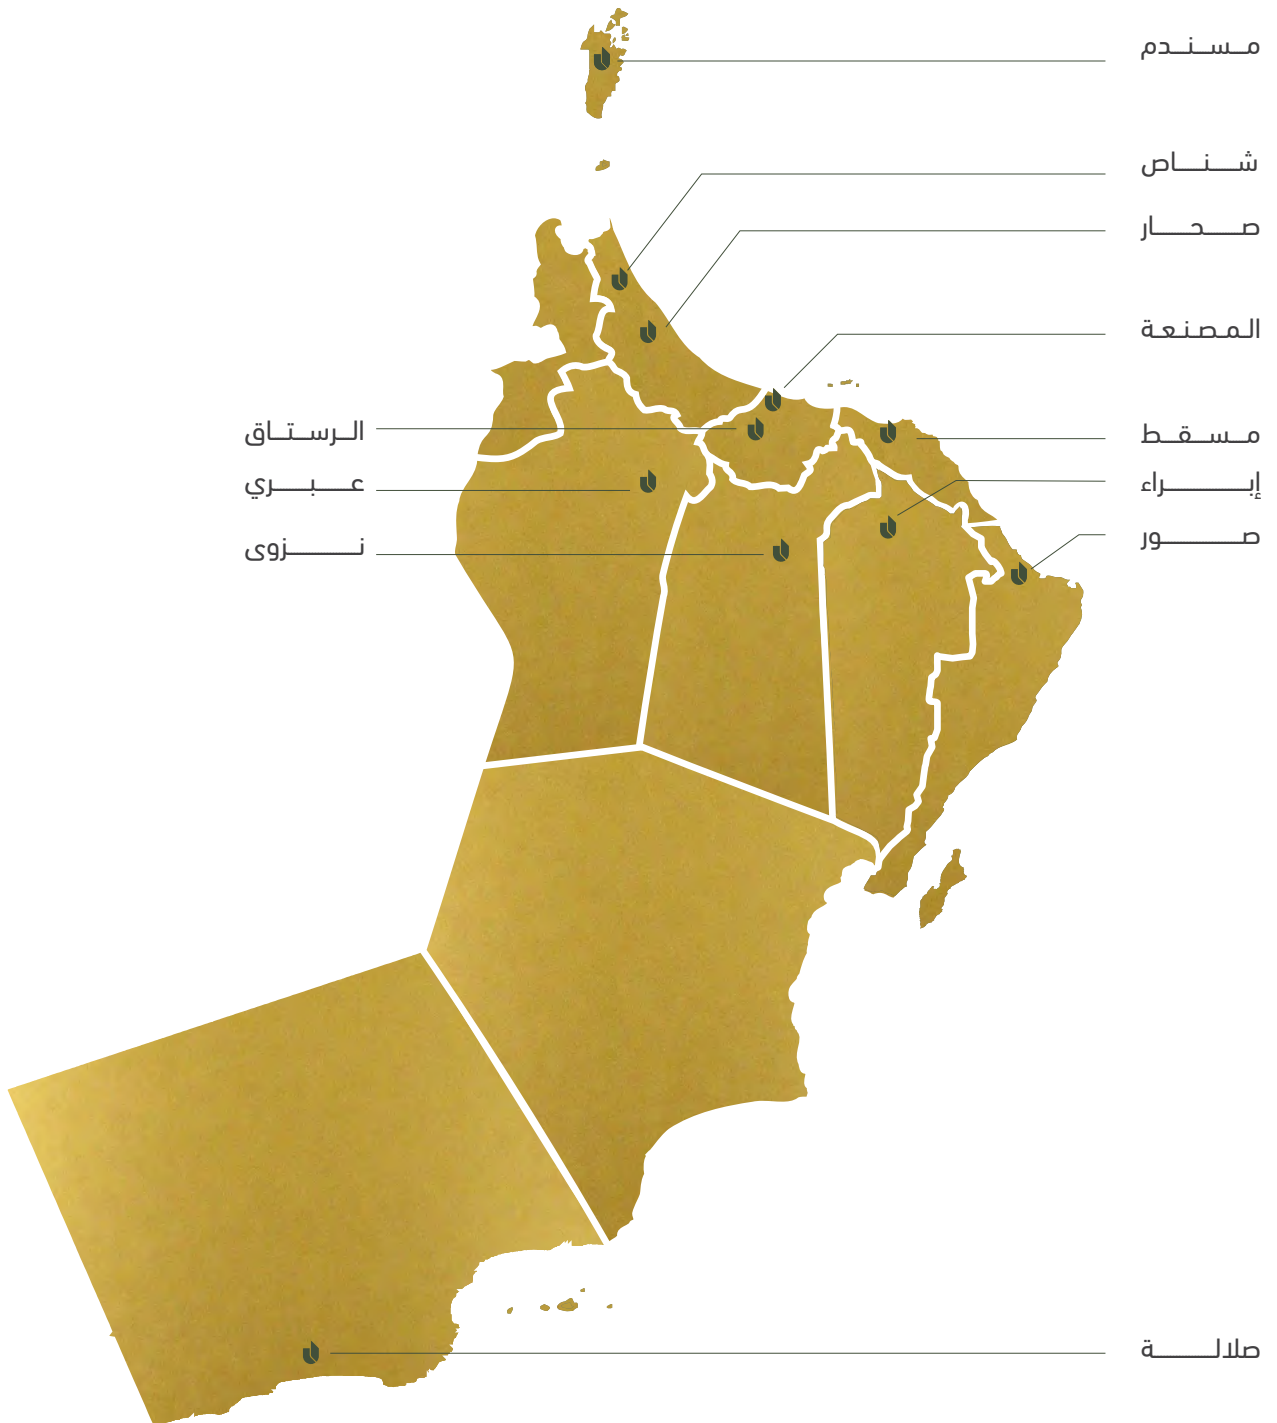 مسندم
شناص
صحار
المصنعة
الرستاق
مسقط
عبري
إبراء
نزوى
صور
صلالة